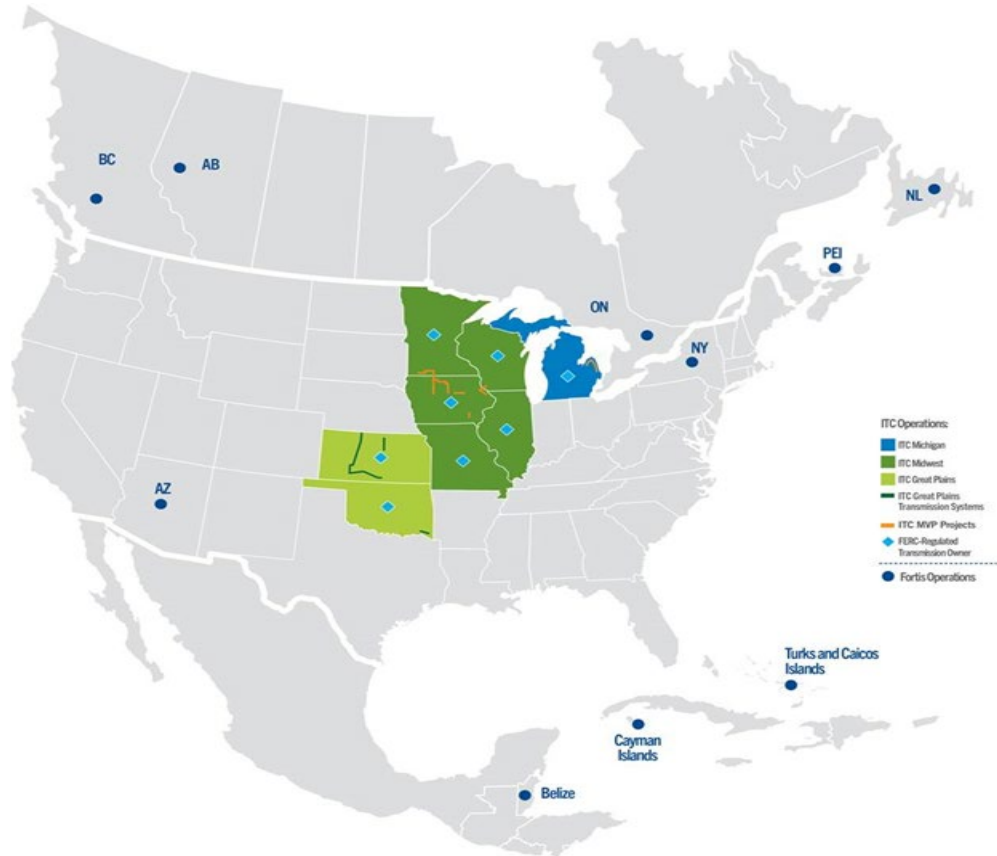 BC
AB
NL
PEI
ON
NY
AZ
ITC Operations:
ITC Michigan
ITC Midwest
ITC Great Plains
ITC Great Plains
Transmission Systems
ITC MVP Projects
FERC-Regulated
Transmission Owner
Fortis Operations
Turks and Caicos
Islands
Cayman
Islands
Belize